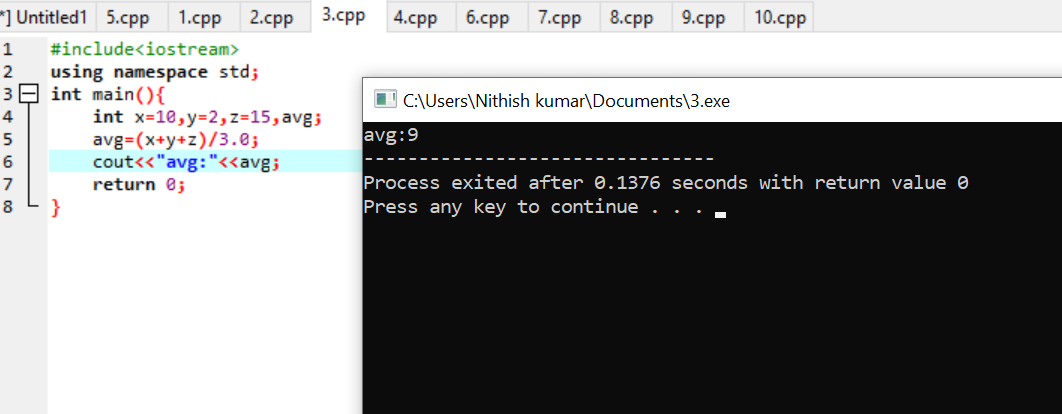 *] Untitled1 5.cpp 1.cpp 2.cpp 3.cpp 4.cpp 6.cpp 7.cpp 8.cpp 9.cpp 10.cpp
1 #include<iostream>
2 using namespace std;
3 int main(){
4 int x=10,y=2,z=15,avg;
5 avg=(x+y+z)/3.0;
6 cout<<"avg:"<<avg;
7 return 0;
8 }
C:\Users\Nithish kumar\Documents\3.exe
avg:9
--------------------------------
Process exited after 0.1376 seconds with return value 0
Press any key to continue . . .